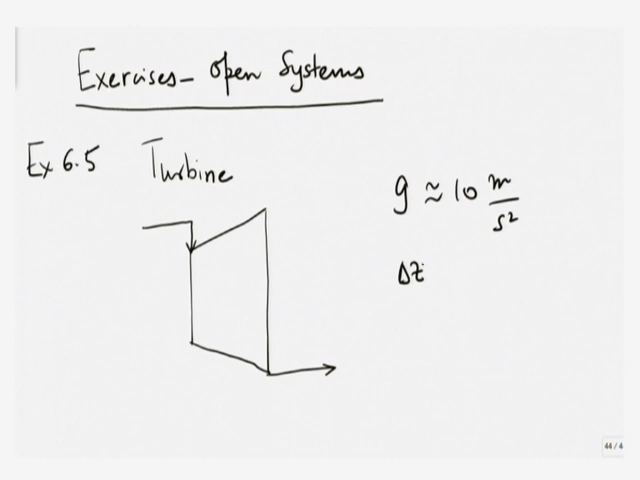 Exercises- Open Systems
Ex 6.5 Turbine
g ≈ 10 m/s²
Δz
44 / 4